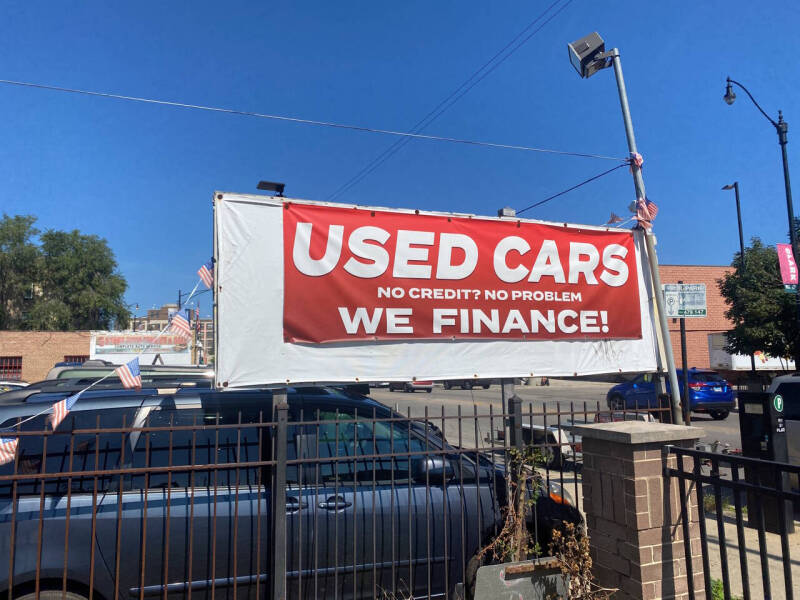 USED CARS
NO CREDIT? NO PROBLEM
WE FINANCE!